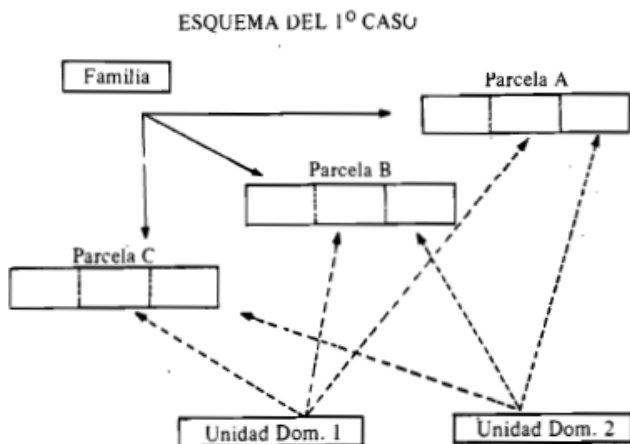 ESQUEMA DEL 1º CASO
Familia
Parcela A
Parcela B
Parcela C
Unidad Dom. 1
Unidad Dom. 2